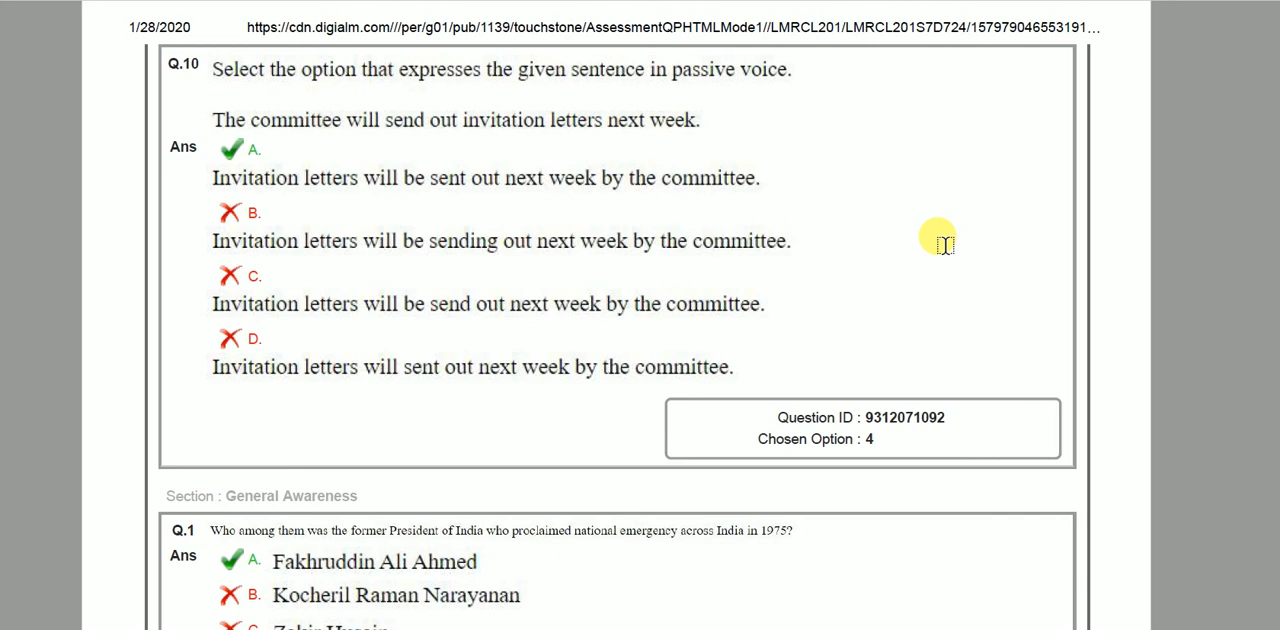 1/28/2020 https://cdn.digialm.com///per/g01/pub/1139/touchstone/AssessmentQPHTMLMode1//LMRCL201/LMRCL201S7D724/157979046553191...
Q.10 Select the option that expresses the given sentence in passive voice.
The committee will send out invitation letters next week.
Ans A.
Invitation letters will be sent out next week by the committee.
B.
Invitation letters will be sending out next week by the committee.
C.
Invitation letters will be send out next week by the committee.
D.
Invitation letters will sent out next week by the committee.
Question ID : 9312071092
Chosen Option : 4
Section : General Awareness
Q.1 Who among them was the former President of India who proclaimed national emergency across India in 1975?
Ans A. Fakhruddin Ali Ahmed
B. Kocheril Raman Narayanan